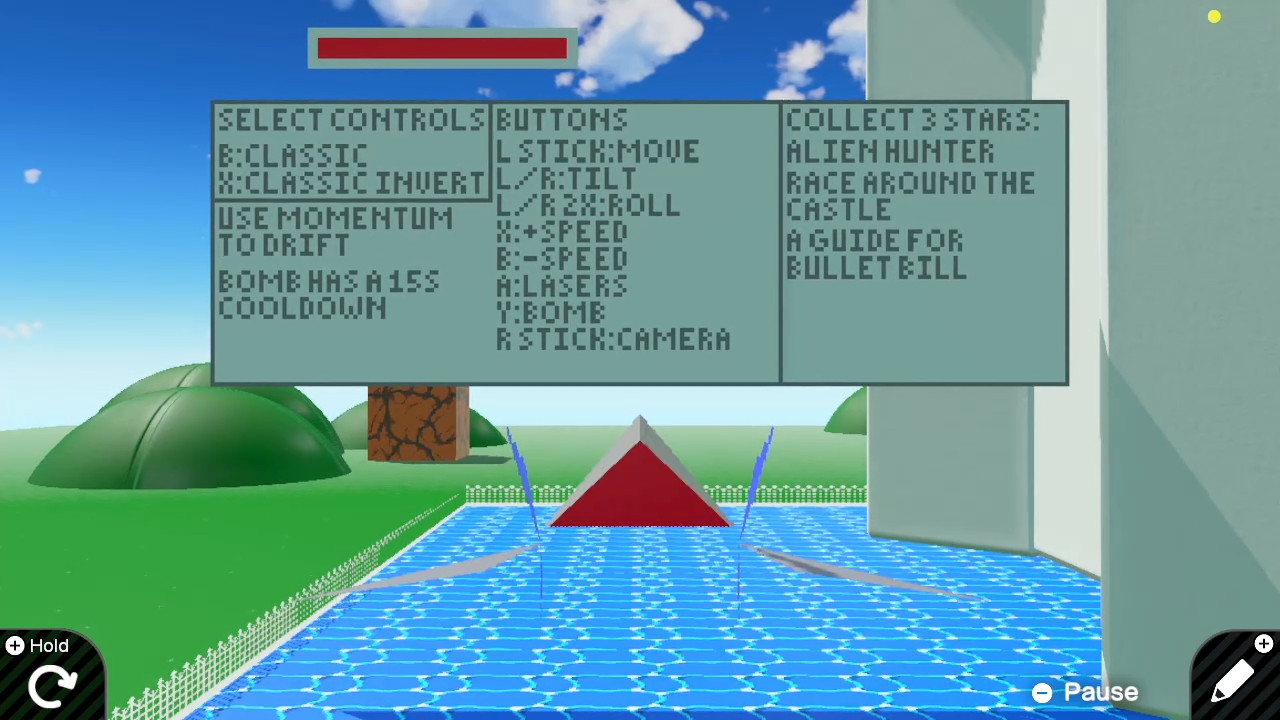 SELECT CONTROLS
B:CLASSIC
X:CLASSIC INVERT
USE MOMENTUM
TO DRIFT
BOMB HAS A 15S
COOLDOWN
BUTTONS
L STICK:MOVE
L/R:TILT
L/R 2X:ROLL
X:+SPEED
B:-SPEED
A:LASERS
Y:BOMB
R STICK:CAMERA
COLLECT 3 STARS:
ALIEN HUNTER
RACE AROUND THE
CASTLE
A GUIDE FOR
BULLET BILL
Hold
Pause